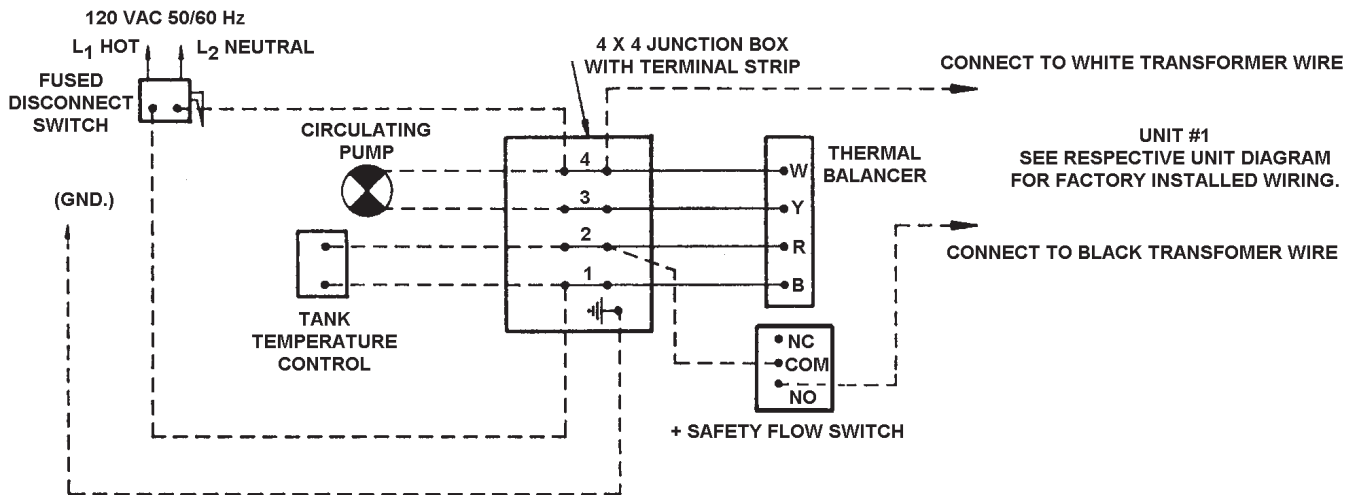 120 VAC 50/60 Hz
L1 HOT
L2 NEUTRAL
FUSED
DISCONNECT
SWITCH
(GND.)
CIRCULATING
PUMP
TANK
TEMPERATURE
CONTROL
4 X 4 JUNCTION BOX
WITH TERMINAL STRIP
4
3
2
1
W
Y
R
B
THERMAL
BALANCER
NC
COM
NO
+ SAFETY FLOW SWITCH
CONNECT TO WHITE TRANSFORMER WIRE
UNIT #1
SEE RESPECTIVE UNIT DIAGRAM
FOR FACTORY INSTALLED WIRING.
CONNECT TO BLACK TRANSFOMER WIRE